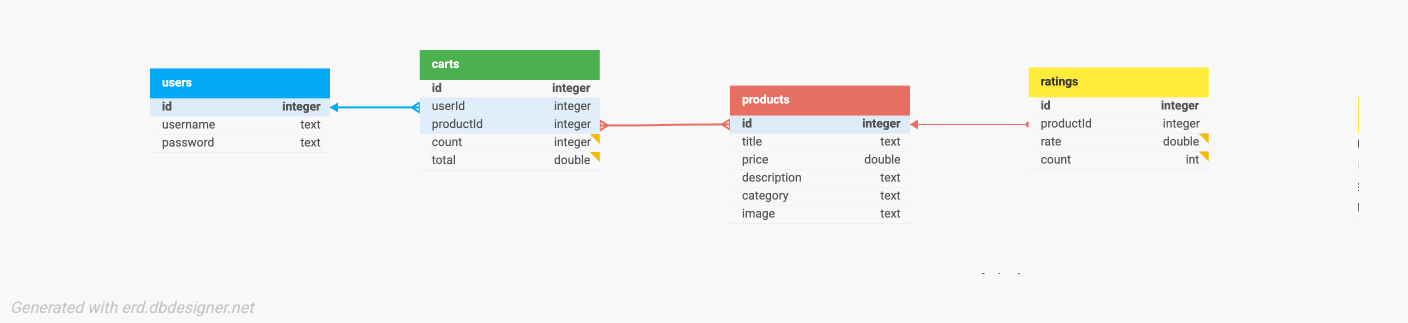 users
id integer
username text
password text
carts
id integer
userId integer
productId integer
count integer
total double
products
id integer
title text
price double
description text
category text
image text
ratings
id integer
productId integer
rate double
count int
Generated with erd.dbdesigner.net